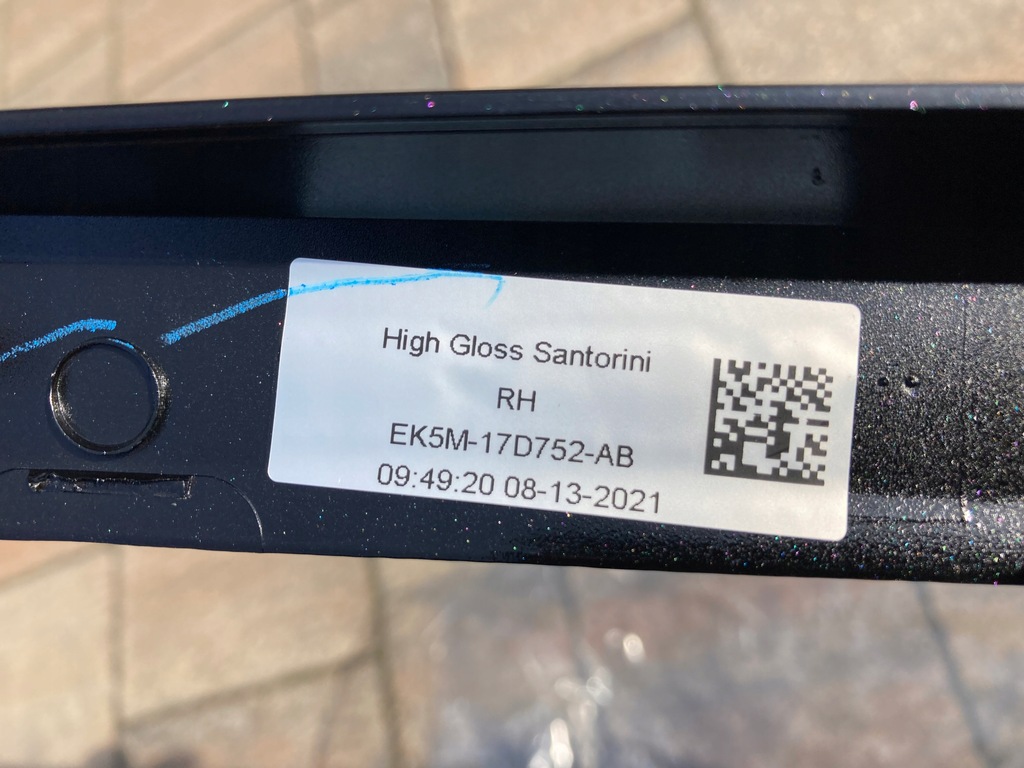 High Gloss Santorini
RH
EK5M-17D752-AB
09:49:20 08-13-2021